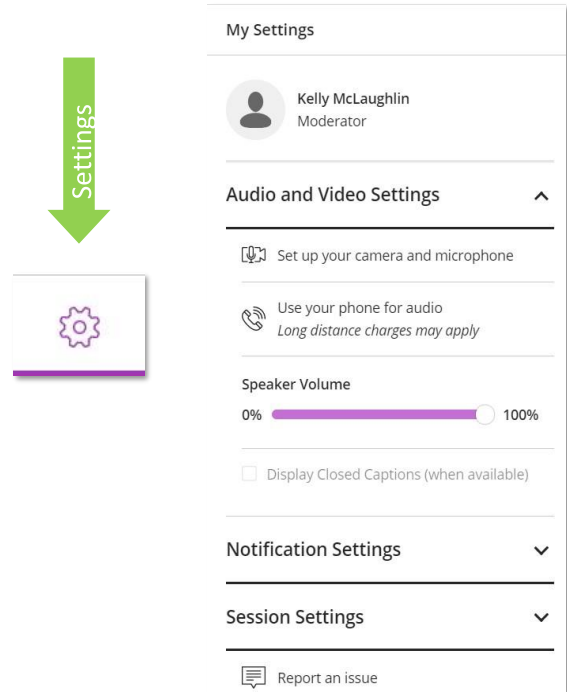 Settings
My Settings
Kelly McLaughlin
Moderator
Audio and Video Settings
Set up your camera and microphone
Use your phone for audio
Long distance charges may apply
Speaker Volume
0% 100%
Display Closed Captions (when available)
Notification Settings
Session Settings
Report an issue